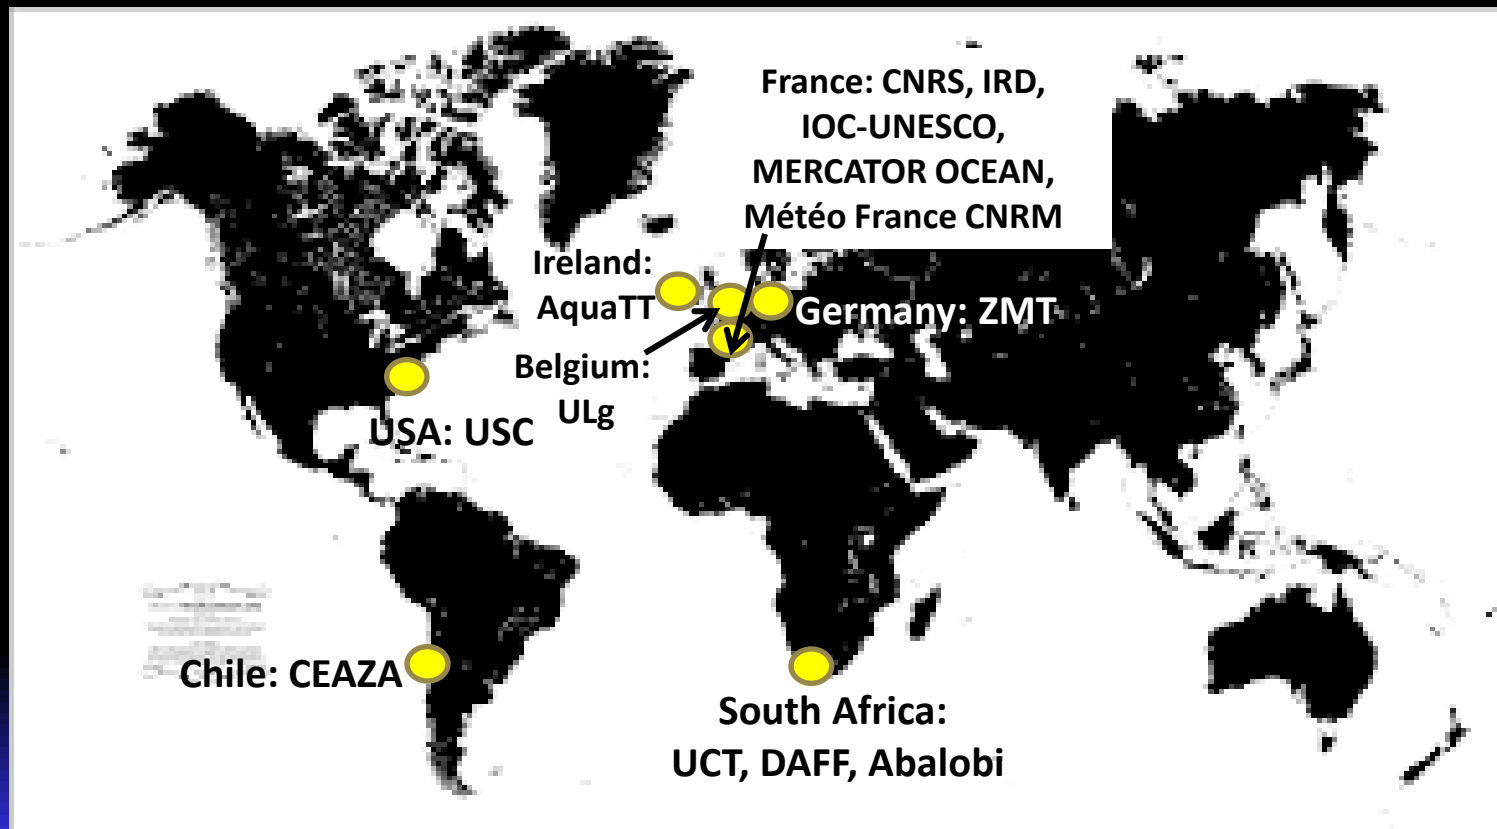 France: CNRS, IRD,
IOC-UNESCO,
MERCATOR OCEAN,
Météo France CNRM
Ireland:
AquaTT
Germany: ZMT
Belgium:
ULg
USA: USC
Chile: CEAZA
South Africa:
UCT, DAFF, Abalobi